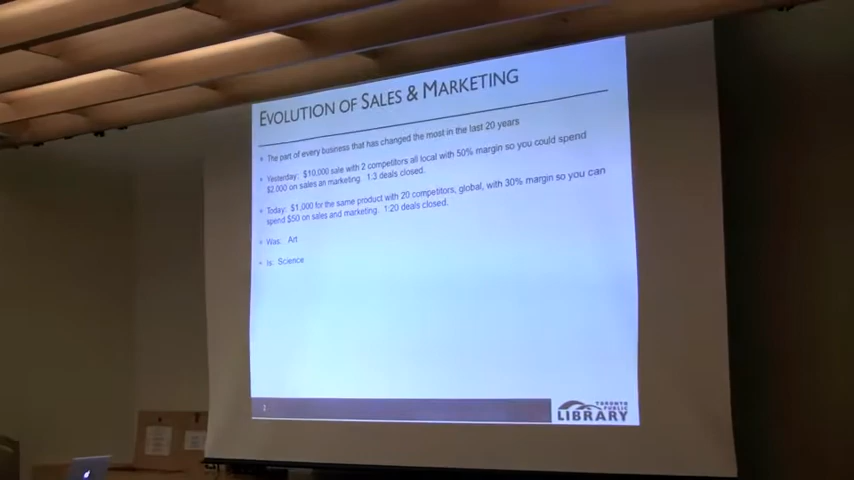 EVOLUTION OF SALES & MARKETING
• The part of every business that has changed the most in the last 20 years
• Yesterday: $10,000 sale with 2 competitors all local with 50% margin so you could spend
$2,000 on sales an marketing. 1:3 deals closed.
• Today: $1,000 for the same product with 20 competitors, global, with 30% margin so you can
spend $50 on sales and marketing. 1:20 deals closed.
• Was: Art
• Is: Science
TORONTO
PUBLIC
LIBRARY